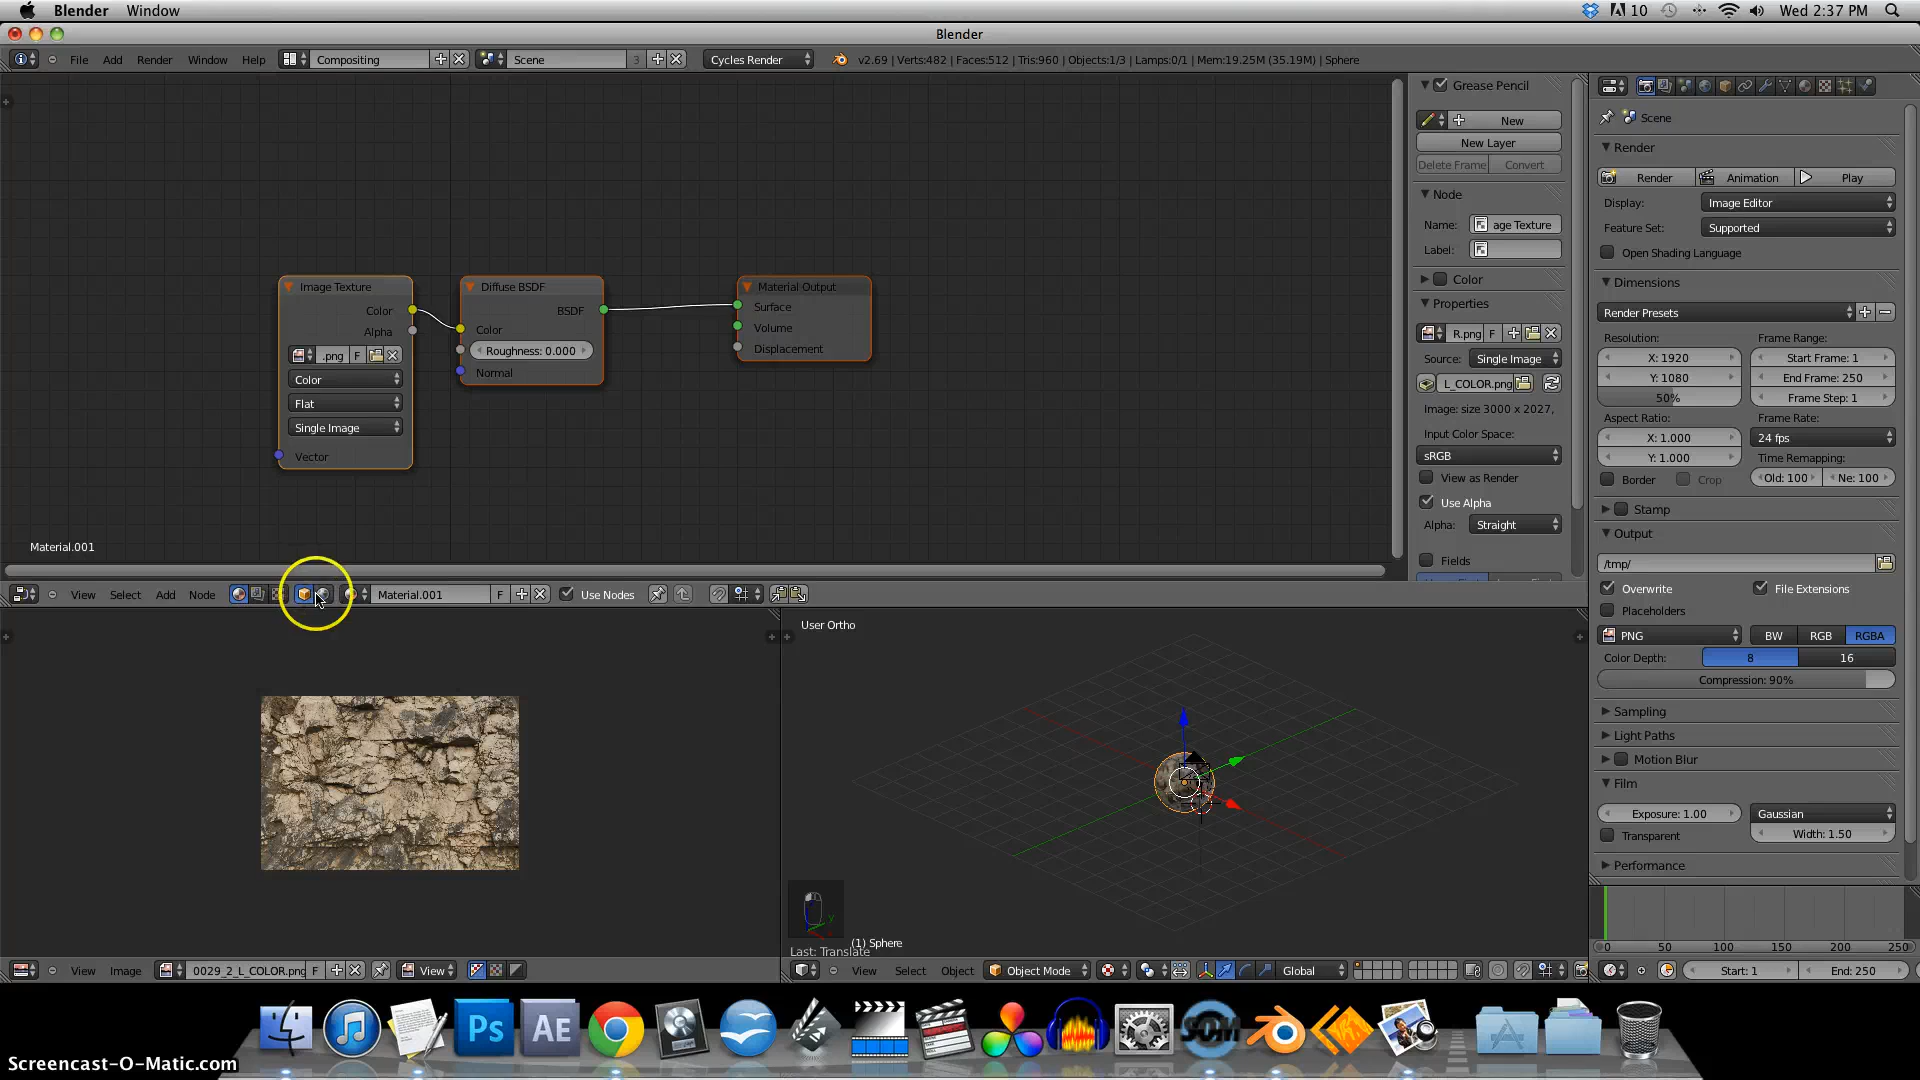 Blender Window
10 Wed 2:37 PM
Blender
File Add Render Window Help Compositing Scene 3 Cycles Render v2.69 | Verts:482 | Faces:512 | Tris:960 | Objects:1/3 | Lamps:0/1 | Mem:19.25M (35.19M) | Sphere
Grease Pencil
New
New Layer
Delete Frame Convert
Node
Name: age Texture
Label:
Color
Properties
R.png F
Source: Single Image
L_COLOR.png
Image: size 3000 x 2027,
Input Color Space:
sRGB
View as Render
Use Alpha
Alpha: Straight
Fields
Image Texture
Color
Alpha
.png F
Color
Flat
Single Image
Vector
Diffuse BSDF
BSDF
Color
Roughness: 0.000
Normal
Material Output
Surface
Volume
Displacement
Material.001
View Select Add Node Material.001 F Use Nodes
Scene
Render
Render Animation Play
Display: Image Editor
Feature Set: Supported
Open Shading Language
Dimensions
Render Presets
Resolution: Frame Range:
X: 1920 Start Frame: 1
Y: 1080 End Frame: 250
50% Frame Step: 1
Aspect Ratio: Frame Rate:
X: 1.000 24 fps
Y: 1.000 Time Remapping:
Border Crop Old: 100 Ne: 100
Stamp
Output
/tmp/
Overwrite File Extensions
Placeholders
PNG BW RGB RGBA
Color Depth: 8 16
Compression: 90%
Sampling
Light Paths
Motion Blur
Film
Exposure: 1.00 Gaussian
Transparent Width: 1.50
Performance
User Ortho
(1) Sphere
Last: Translate
0 50 100 150 200 250
View Image 0029_2_L_COLOR.png F View
View Select Object Object Mode Global
Start: 1 End: 250
Ps AE SOM
Screencast-O-Matic.com